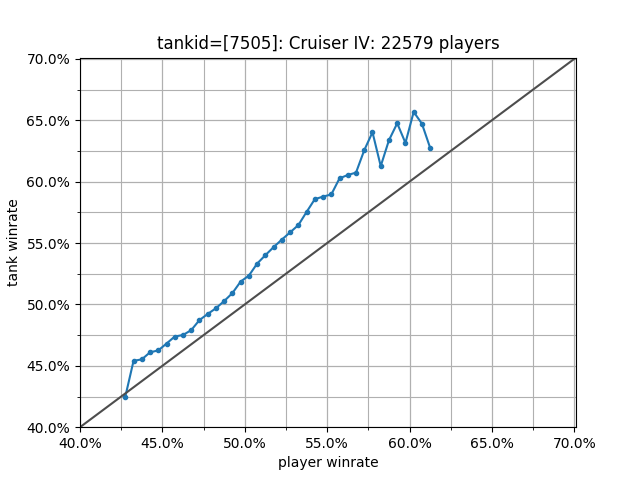 tankid=[7505]: Cruiser IV: 22579 players
70.0%
65.0%
60.0%
55.0%
50.0%
45.0%
40.0%
tank winrate
40.0% 45.0% 50.0% 55.0% 60.0% 65.0% 70.0%
player winrate